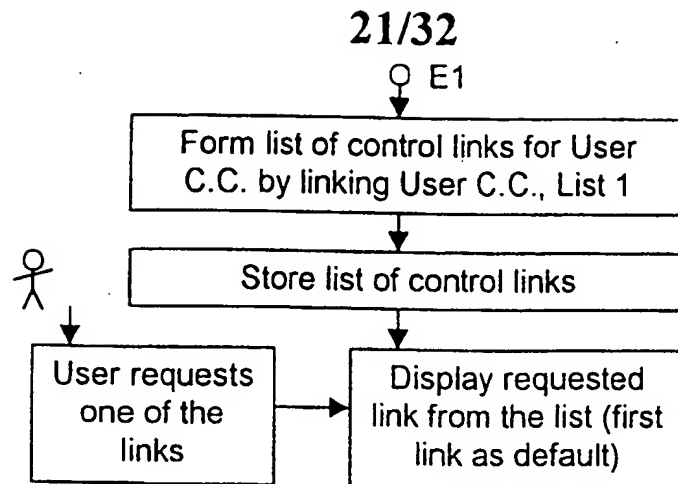 21/32
E1
Form list of control links for User
C.C. by linking User C.C., List 1
Store list of control links
User requests
one of the
links
Display requested
link from the list (first
link as default)